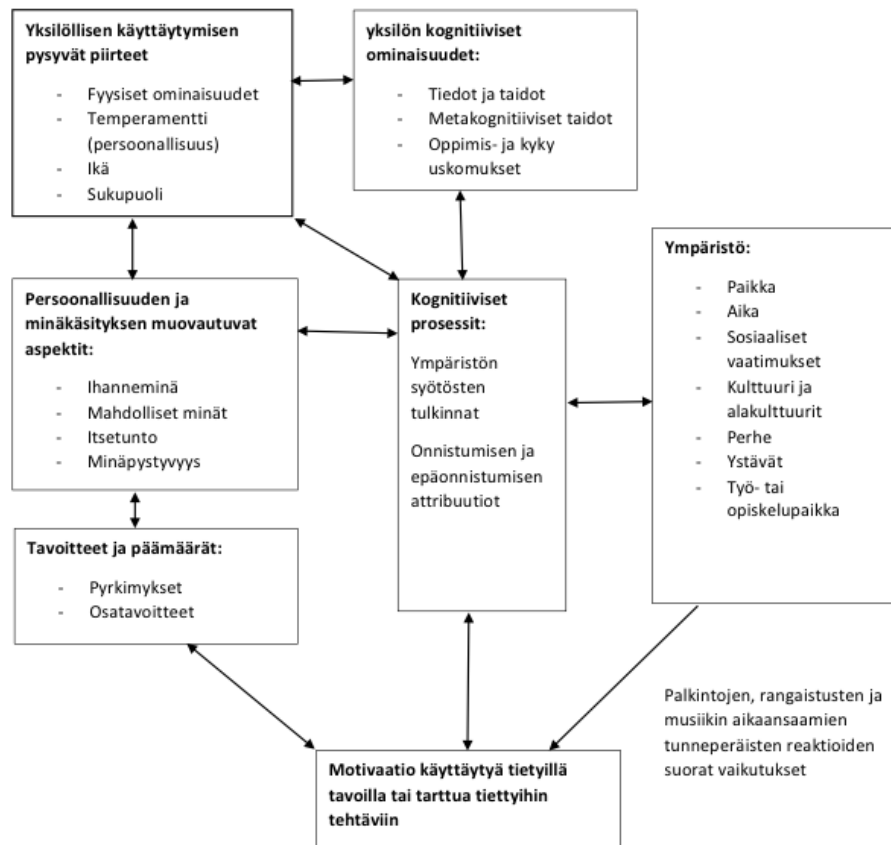 Yksilöllisen käyttäytymisen
pysyvät piirteet
- Fyysiset ominaisuudet
- Temperamentti
(persoonallisuus)
- Ikä
- Sukupuoli
yksilön kognitiiviset
ominaisuudet:
- Tiedot ja taidot
- Metakognitiiviset taidot
- Oppimis- ja kyky
uskomukset
Persoonallisuuden ja
minäkäsityksen muovautuvat
aspektit:
- Ihanneminä
- Mahdolliset minät
- Itsetunto
- Minäpystyvyys
Kognitiiviset
prosessit:
Ympäristön
syötösten
tulkinnat
Onnistumisen ja
epäonnistumisen
attribuutiot
Ympäristö:
- Paikka
- Aika
- Sosiaaliset
vaatimukset
- Kulttuuri ja
alakulttuurit
- Perhe
- Ystävät
- Työ- tai
opiskelupaikka
Tavoitteet ja päämäärät:
- Pyrkimykset
- Osatavoitteet
Palkintojen, rangaistusten ja
musiikin aikaansaamien
tunneperäisten reaktioiden
suorat vaikutukset
Motivaatio käyttäytyä tietyillä
tavoilla tai tarttua tiettyihin
tehtäviin